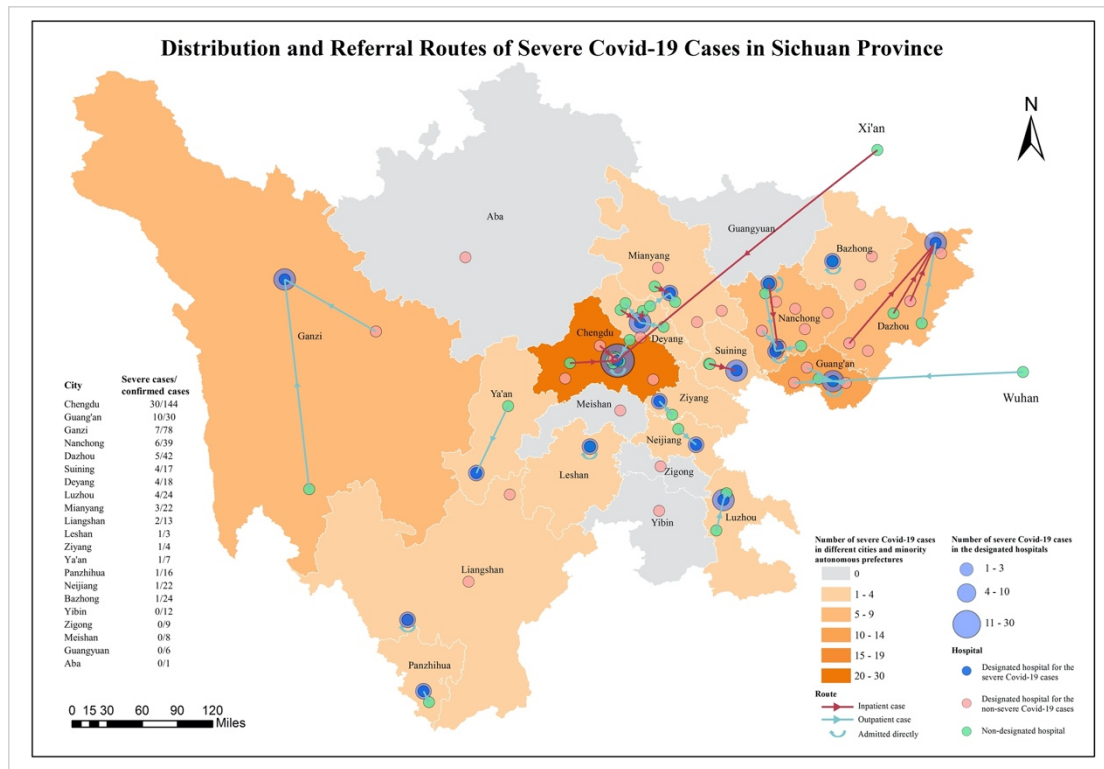 Distribution and Referral Routes of Severe Covid-19 Cases in Sichuan Province
N
Xi'an
Aba
Guangyuan
Bazhong
Mianyang
Nanchong
Dazhou
Ganzi
Chengdu
Deyang
Suining
Guang'an
Ya'an
Meishan
Ziyang
Wuhan
Neijiang
Leshan
Zigong
Yibin
Luzhou
Liangshan
Panzhihua
City Severe cases/
confirmed cases
Chengdu 30/144
Guang'an 10/30
Ganzi 7/78
Nanchong 6/39
Dazhou 5/42
Suining 4/17
Deyang 4/18
Luzhou 4/24
Mianyang 3/22
Liangshan 2/13
Leshan 1/3
Ziyang 1/4
Ya'an 1/7
Panzhihua 1/16
Neijiang 1/22
Bazhong 1/24
Yibin 0/12
Zigong 0/9
Meishan 0/8
Guangyuan 0/6
Aba 0/1
0 15 30 60 90 120
Miles
Number of severe Covid-19 cases
in different cities and minority
autonomous prefectures
0
1 - 4
5 - 9
10 - 14
15 - 19
20 - 30
Route
Inpatient case
Outpatient case
Admitted directly
Number of severe Covid-19 cases
in the designated hospitals
1 - 3
4 - 10
11 - 30
Hospital
Designated hospital for the
severe Covid-19 cases
Designated hospital for the
non-severe Covid-19 cases
Non-designated hospital